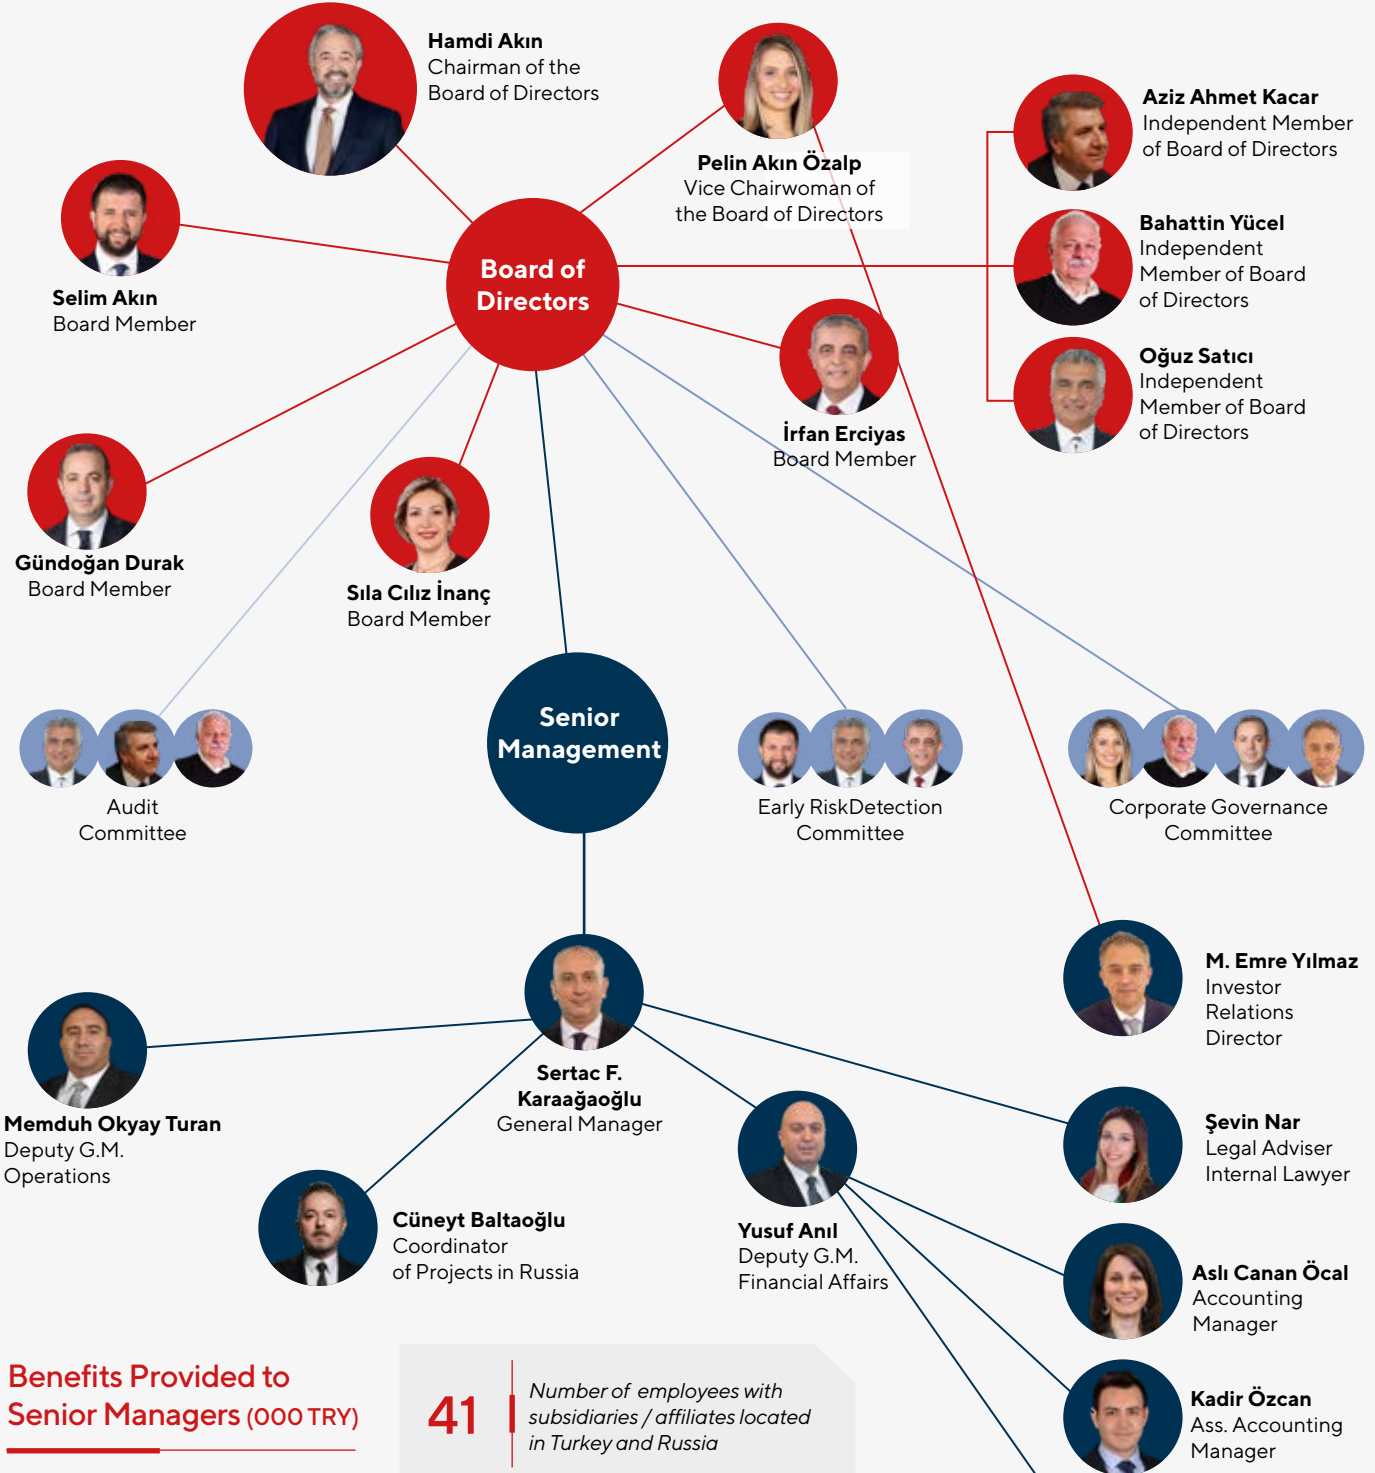 Hamdi Akın
Chairman of the
Board of Directors
Pelin Akın Özalp
Vice Chairwoman of
the Board of Directors
Aziz Ahmet Kacar
Independent Member
of Board of Directors
Bahattin Yücel
Independent
Member of Board
of Directors
Oğuz Satıcı
Independent
Member of Board
of Directors
Selim Akın
Board Member
Board of
Directors
İrfan Erciyas
Board Member
Gündoğan Durak
Board Member
Sıla Cılız İnanç
Board Member
Senior
Management
Audit
Committee
Early RiskDetection
Committee
Corporate Governance
Committee
M. Emre Yılmaz
Investor
Relations
Director
Sertac F.
Karaağaoğlu
General Manager
Memduh Okyay Turan
Deputy G.M.
Operations
Cüneyt Baltaoğlu
Coordinator
of Projects in Russia
Yusuf Anıl
Deputy G.M.
Financial Affairs
Şevin Nar
Legal Adviser
Internal Lawyer
Aslı Canan Öcal
Accounting
Manager
Kadir Özcan
Ass. Accounting
Manager
Benefits Provided to
Senior Managers (000 TRY)
41
Number of employees with
subsidiaries / affiliates located
in Turkey and Russia